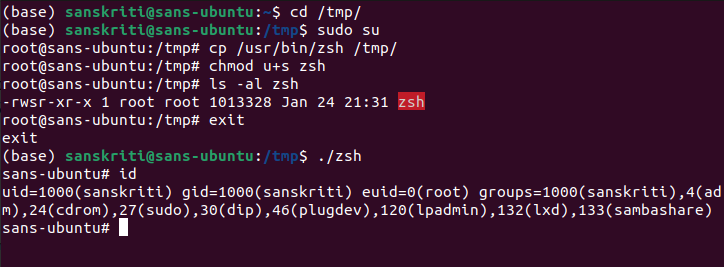 (base) sanskriti@sans-ubuntu:~$ cd /tmp/
(base) sanskriti@sans-ubuntu:/tmp$ sudo su
root@sans-ubuntu:/tmp# cp /usr/bin/zsh /tmp/
root@sans-ubuntu:/tmp# chmod u+s zsh
root@sans-ubuntu:/tmp# ls -al zsh
-rwsr-xr-x 1 root root 1013328 Jan 24 21:31 zsh
root@sans-ubuntu:/tmp# exit
exit
(base) sanskriti@sans-ubuntu:/tmp$ ./zsh
sans-ubuntu# id
uid=1000(sanskriti) gid=1000(sanskriti) euid=0(root) groups=1000(sanskriti),4(ad
m),24(cdrom),27(sudo),30(dip),46(plugdev),120(lpadmin),132(lxd),133(sambashare)
sans-ubuntu#